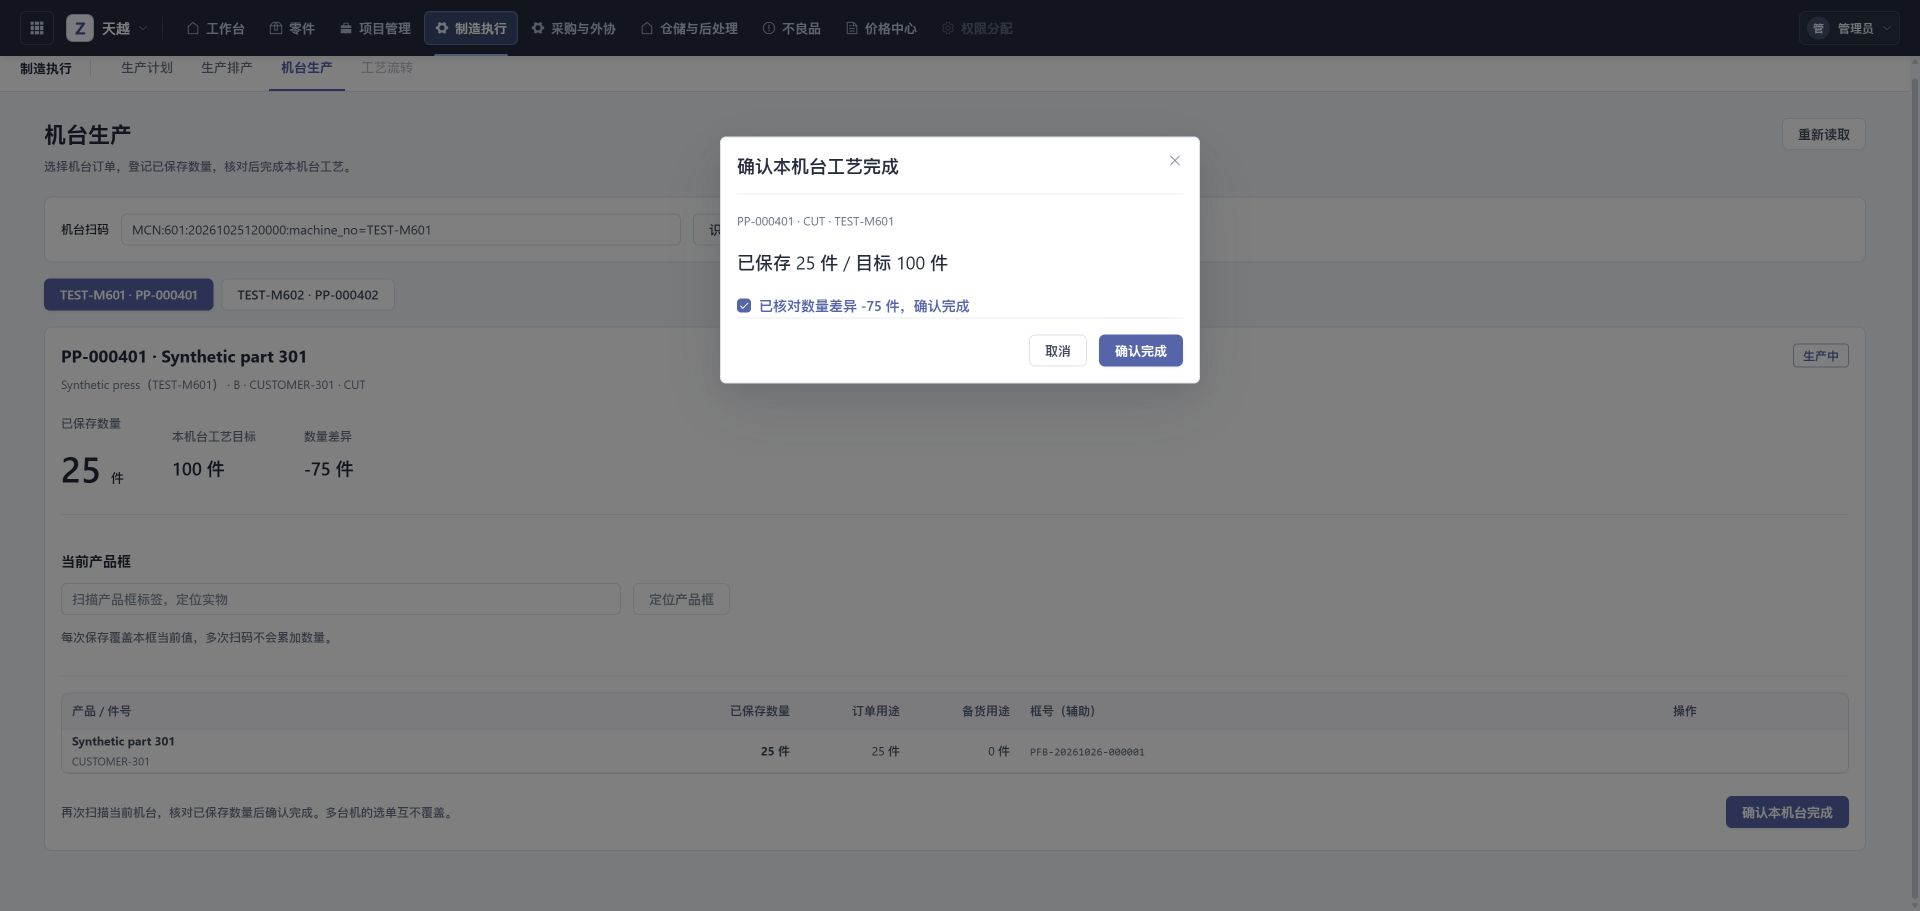 Z 天越 工作台 零件 项目管理 制造执行 采购与外协 仓储与后处理 不良品 价格中心 权限分配 管 管理员
制造执行 生产计划 生产排产 机台生产 工艺流转
机台生产
重新读取
选择机台订单，登记已保存数量，核对后完成本机台工艺。
机台扫码 MCN:601:20261025120000:machine_no=TEST-M601 识
TEST-M601 · PP-000401 TEST-M602 · PP-000402
PP-000401 · Synthetic part 301
生产中
Synthetic press（TEST-M601） · B · CUSTOMER-301 · CUT
已保存数量 本机台工艺目标 数量差异
25 件 100 件 -75 件
当前产品框
扫描产品框标签，定位实物 定位产品框
每次保存覆盖本框当前值，多次扫码不会累加数量。
产品 / 件号 已保存数量 订单用途 备货用途 框号（辅助） 操作
Synthetic part 301 25 件 25 件 0 件 PFB-20261026-000001
CUSTOMER-301
再次扫描当前机台，核对已保存数量后确认完成。多台机的选单互不覆盖。
确认本机台完成
确认本机台工艺完成
PP-000401 · CUT · TEST-M601
已保存 25 件 / 目标 100 件
已核对数量差异 -75 件，确认完成
取消 确认完成